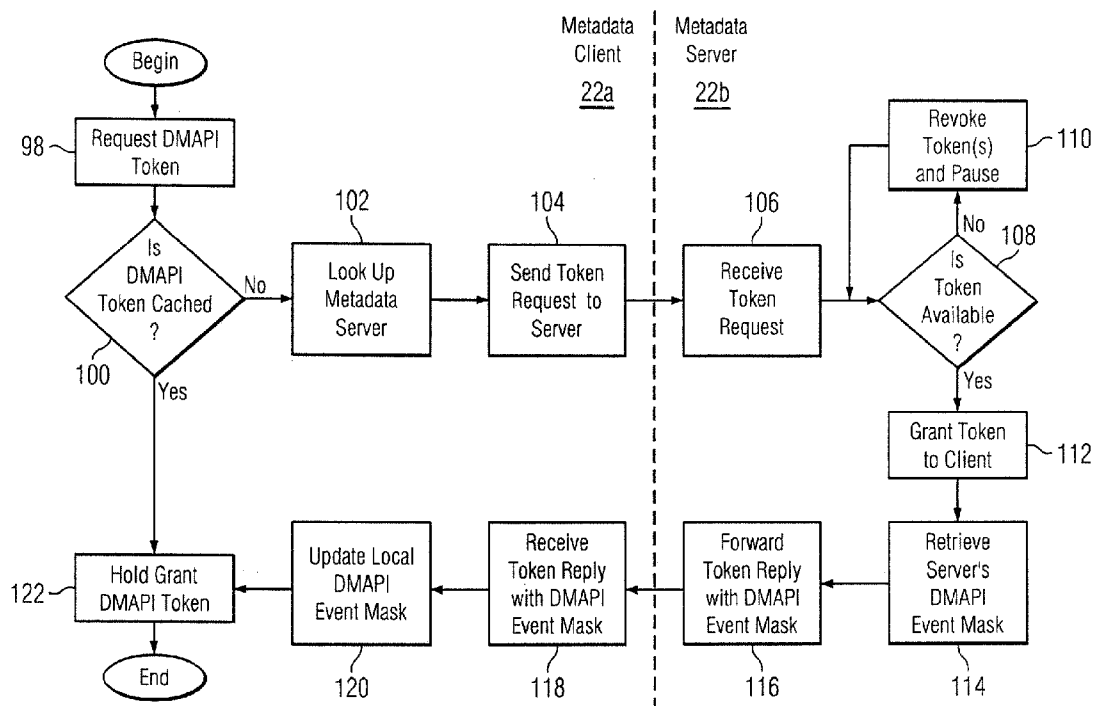 Metadata
Client
22a
Metadata
Server
22b
Begin
98
Request DMAPI
Token
Is
DMAPI
Token Cached
?
100
No
Yes
102
Look Up
Metadata
Server
104
Send Token
Request to
Server
106
Receive
Token
Request
Revoke
Token(s)
and Pause
110
No
108
Is
Token
Available
?
Yes
Grant Token
to Client
112
Retrieve
Server's
DMAPI
Event Mask
114
Forward
Token Reply
with DMAPI
Event Mask
116
Receive
Token Reply
with DMAPI
Event Mask
118
Update Local
DMAPI
Event Mask
120
122
Hold Grant
DMAPI Token
End